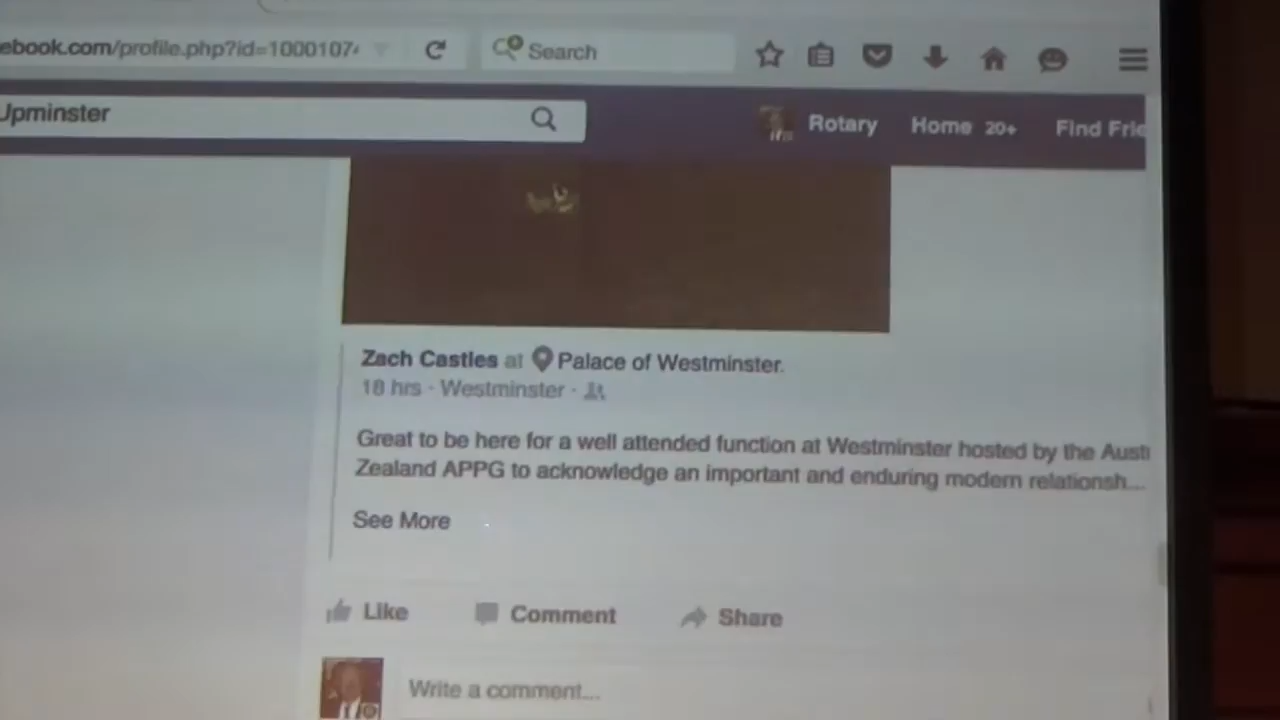 ebook.com/profile.php?id=1000107
Search
Upminster
Rotary Home 20+ Find Frie
Zach Castles at Palace of Westminster.
18 hrs · Westminster ·
Great to be here for a well attended function at Westminster hosted by the Aust
Zealand APPG to acknowledge an important and enduring modern relationsh...
See More
Like Comment Share
Write a comment...